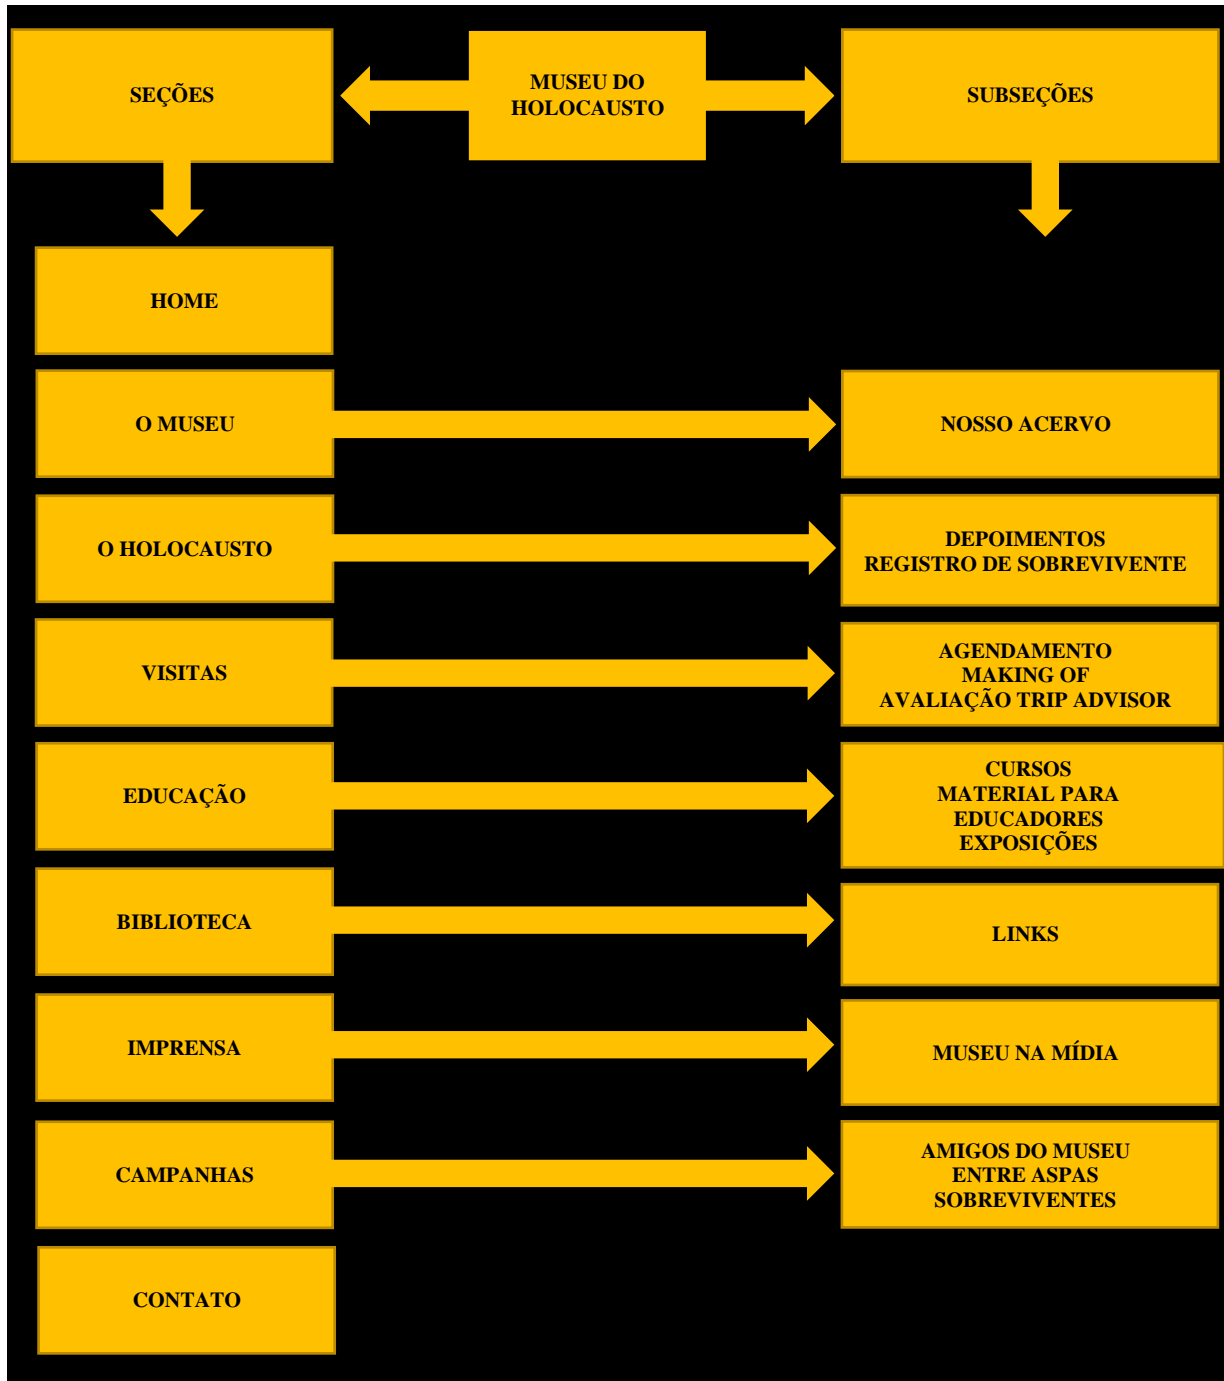 SEÇÕES
MUSEU DO
HOLOCAUSTO
SUBSEÇÕES
HOME
O MUSEU
NOSSO ACERVO
O HOLOCAUSTO
DEPOIMENTOS
REGISTRO DE SOBREVIVENTE
VISITAS
AGENDAMENTO
MAKING OF
AVALIAÇÃO TRIP ADVISOR
EDUCAÇÃO
CURSOS
MATERIAL PARA
EDUCADORES
EXPOSIÇÕES
BIBLIOTECA
LINKS
IMPRENSA
MUSEU NA MÍDIA
CAMPANHAS
AMIGOS DO MUSEU
ENTRE ASPAS
SOBREVIVENTES
CONTATO